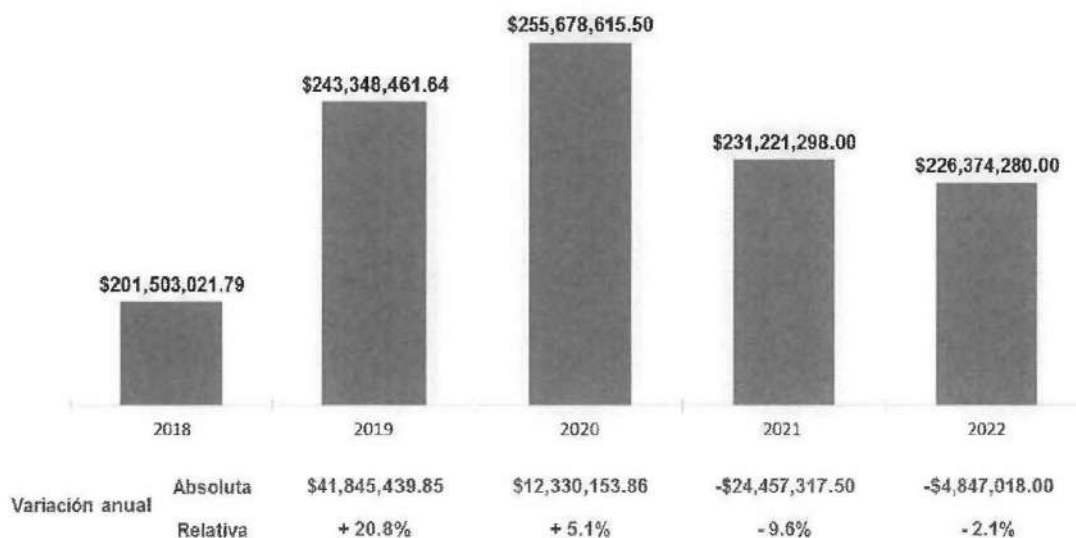 $255,678,615.50
$243,348,461.64
$231,221,298.00
$226,374,280.00
$201,503,021.79
2018 2019 2020 2021 2022
Variación anual
Absoluta $41,845,439.85 $12,330,153.86 -$24,457,317.50 -$4,847,018.00
Relativa + 20.8% + 5.1% - 9.6% - 2.1%